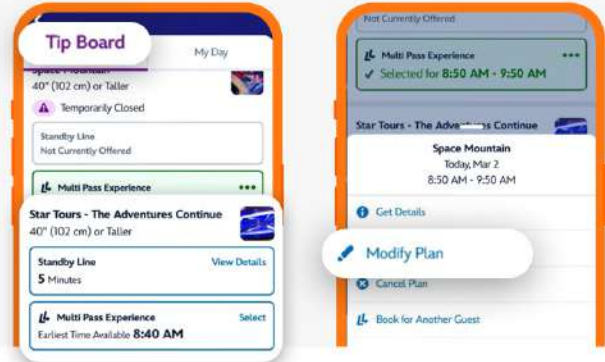 Tip Board
My Day
Space Mountain
40" (102 cm) or Taller
Temporarily Closed
Standby Line
Not Currently Offered
LL Multi Pass Experience
Star Tours - The Adventures Continue
40" (102 cm) or Taller
Standby Line
View Details
5 Minutes
LL Multi Pass Experience
Select
Earliest Time Available 8:40 AM
Not Currently Offered
LL Multi Pass Experience
Selected for 8:50 AM - 9:50 AM
Star Tours - The Adventures Continue
Space Mountain
Today, Mar 2
8:50 AM - 9:50 AM
Get Details
Modify Plan
Cancel Plan
LL Book for Another Guest